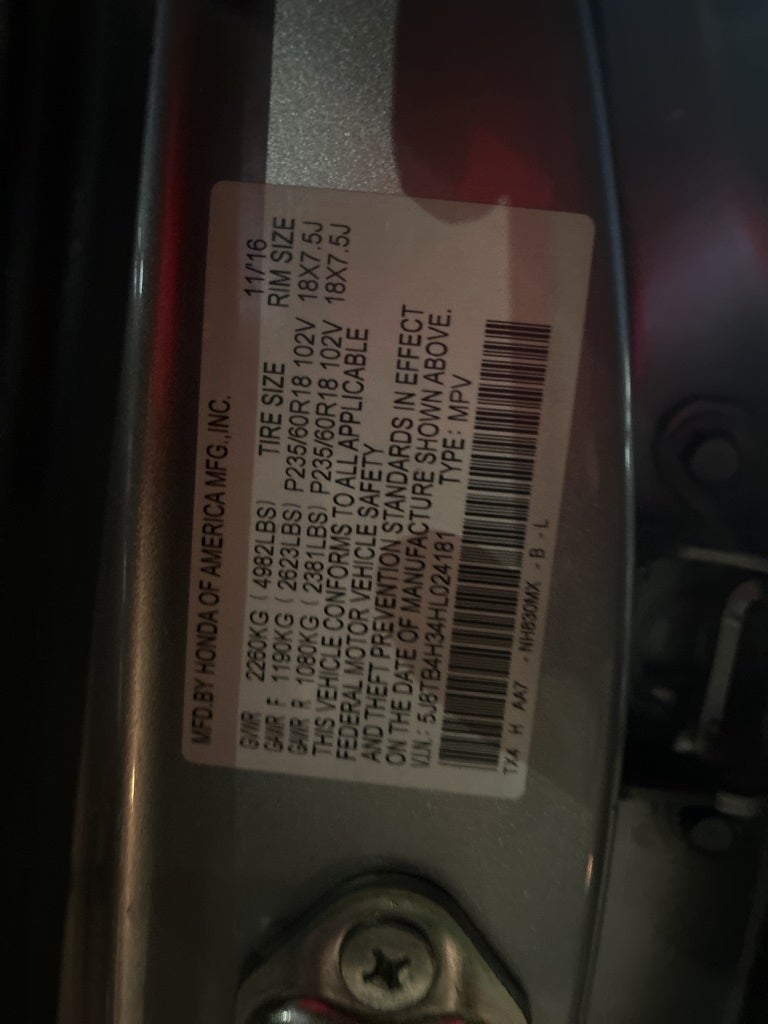 MFD.BY HONDA OF AMERICA MFG.,INC. 11/'16
GVWR 2260KG ( 4982LBS) TIRE SIZE RIM SIZE
GAWR F 1190KG ( 2623LBS) P235/60R18 102V 18X7.5J
GAWR R 1080KG ( 2381LBS) P235/60R18 102V 18X7.5J
THIS VEHICLE CONFORMS TO ALL APPLICABLE
FEDERAL MOTOR VEHICLE SAFETY
AND THEFT PREVENTION STANDARDS IN EFFECT
ON THE DATE OF MANUFACTURE SHOWN ABOVE.
V.I.N.: 5J8TB4H34HL024181 TYPE: MPV
TX4 H AA7 - NH830MX - B - L